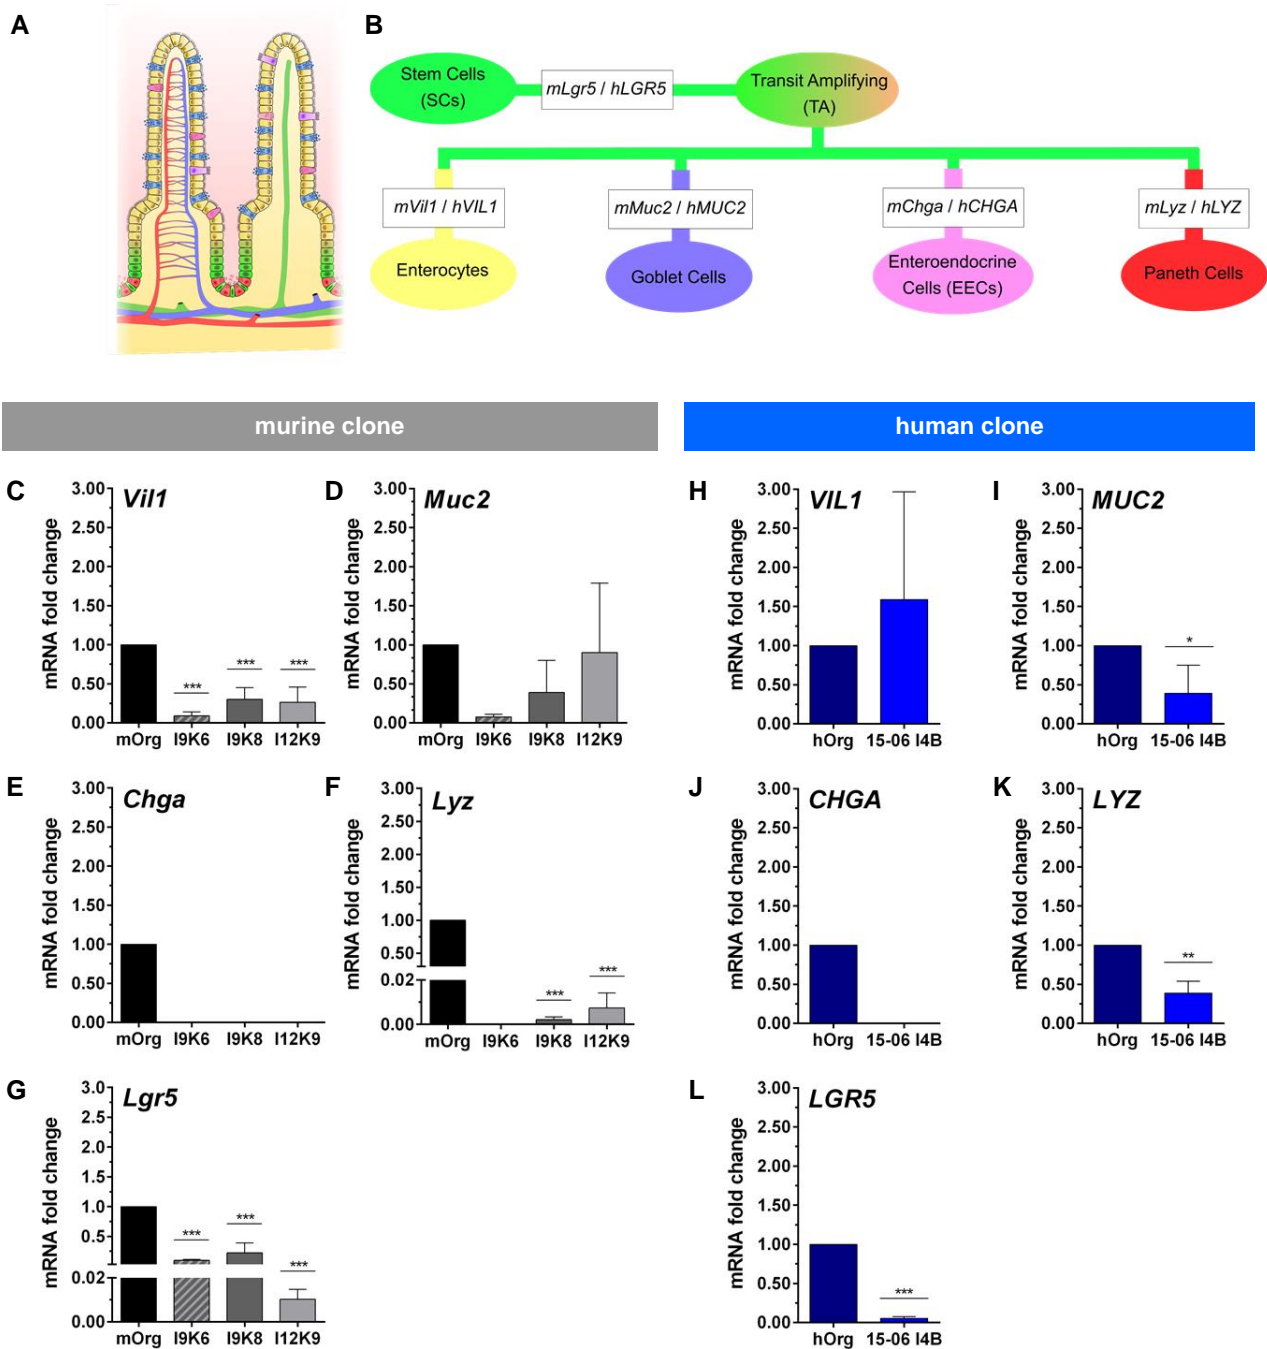 A
B
Stem Cells
(SCs)
mLgr5 / hLGR5
Transit Amplifying
(TA)
mVil1 / hVIL1
mMuc2 / hMUC2
mChga / hCHGA
mLyz / hLYZ
Enterocytes
Goblet Cells
Enteroendocrine
Cells (EECs)
Paneth Cells
murine clone
human clone
C
Vil1
mRNA fold change
3.00
2.50
2.00
1.50
1.00
0.50
0.00
***
***
***
mOrg I9K6 I9K8 I12K9
D
Muc2
mRNA fold change
3.00
2.50
2.00
1.50
1.00
0.50
0.00
mOrg I9K6 I9K8 I12K9
H
VIL1
mRNA fold change
3.00
2.50
2.00
1.50
1.00
0.50
0.00
hOrg 15-06 I4B
I
MUC2
mRNA fold change
3.00
2.50
2.00
1.50
1.00
0.50
0.00
*
hOrg 15-06 I4B
E
Chga
mRNA fold change
3.00
2.50
2.00
1.50
1.00
0.50
0.00
mOrg I9K6 I9K8 I12K9
F
Lyz
mRNA fold change
3.00
2.50
2.00
1.50
1.00
0.50
0.02
0.00
***
***
mOrg I9K6 I9K8 I12K9
J
CHGA
mRNA fold change
3.00
2.50
2.00
1.50
1.00
0.50
0.00
hOrg 15-06 I4B
K
LYZ
mRNA fold change
3.00
2.50
2.00
1.50
1.00
0.50
0.00
**
hOrg 15-06 I4B
G
Lgr5
mRNA fold change
3.0
2.5
2.0
1.5
1.0
0.5
0.02
0.00
***
***
***
mOrg I9K6 I9K8 I12K9
L
LGR5
mRNA fold change
3.00
2.50
2.00
1.50
1.00
0.50
0.00
***
hOrg 15-06 I4B